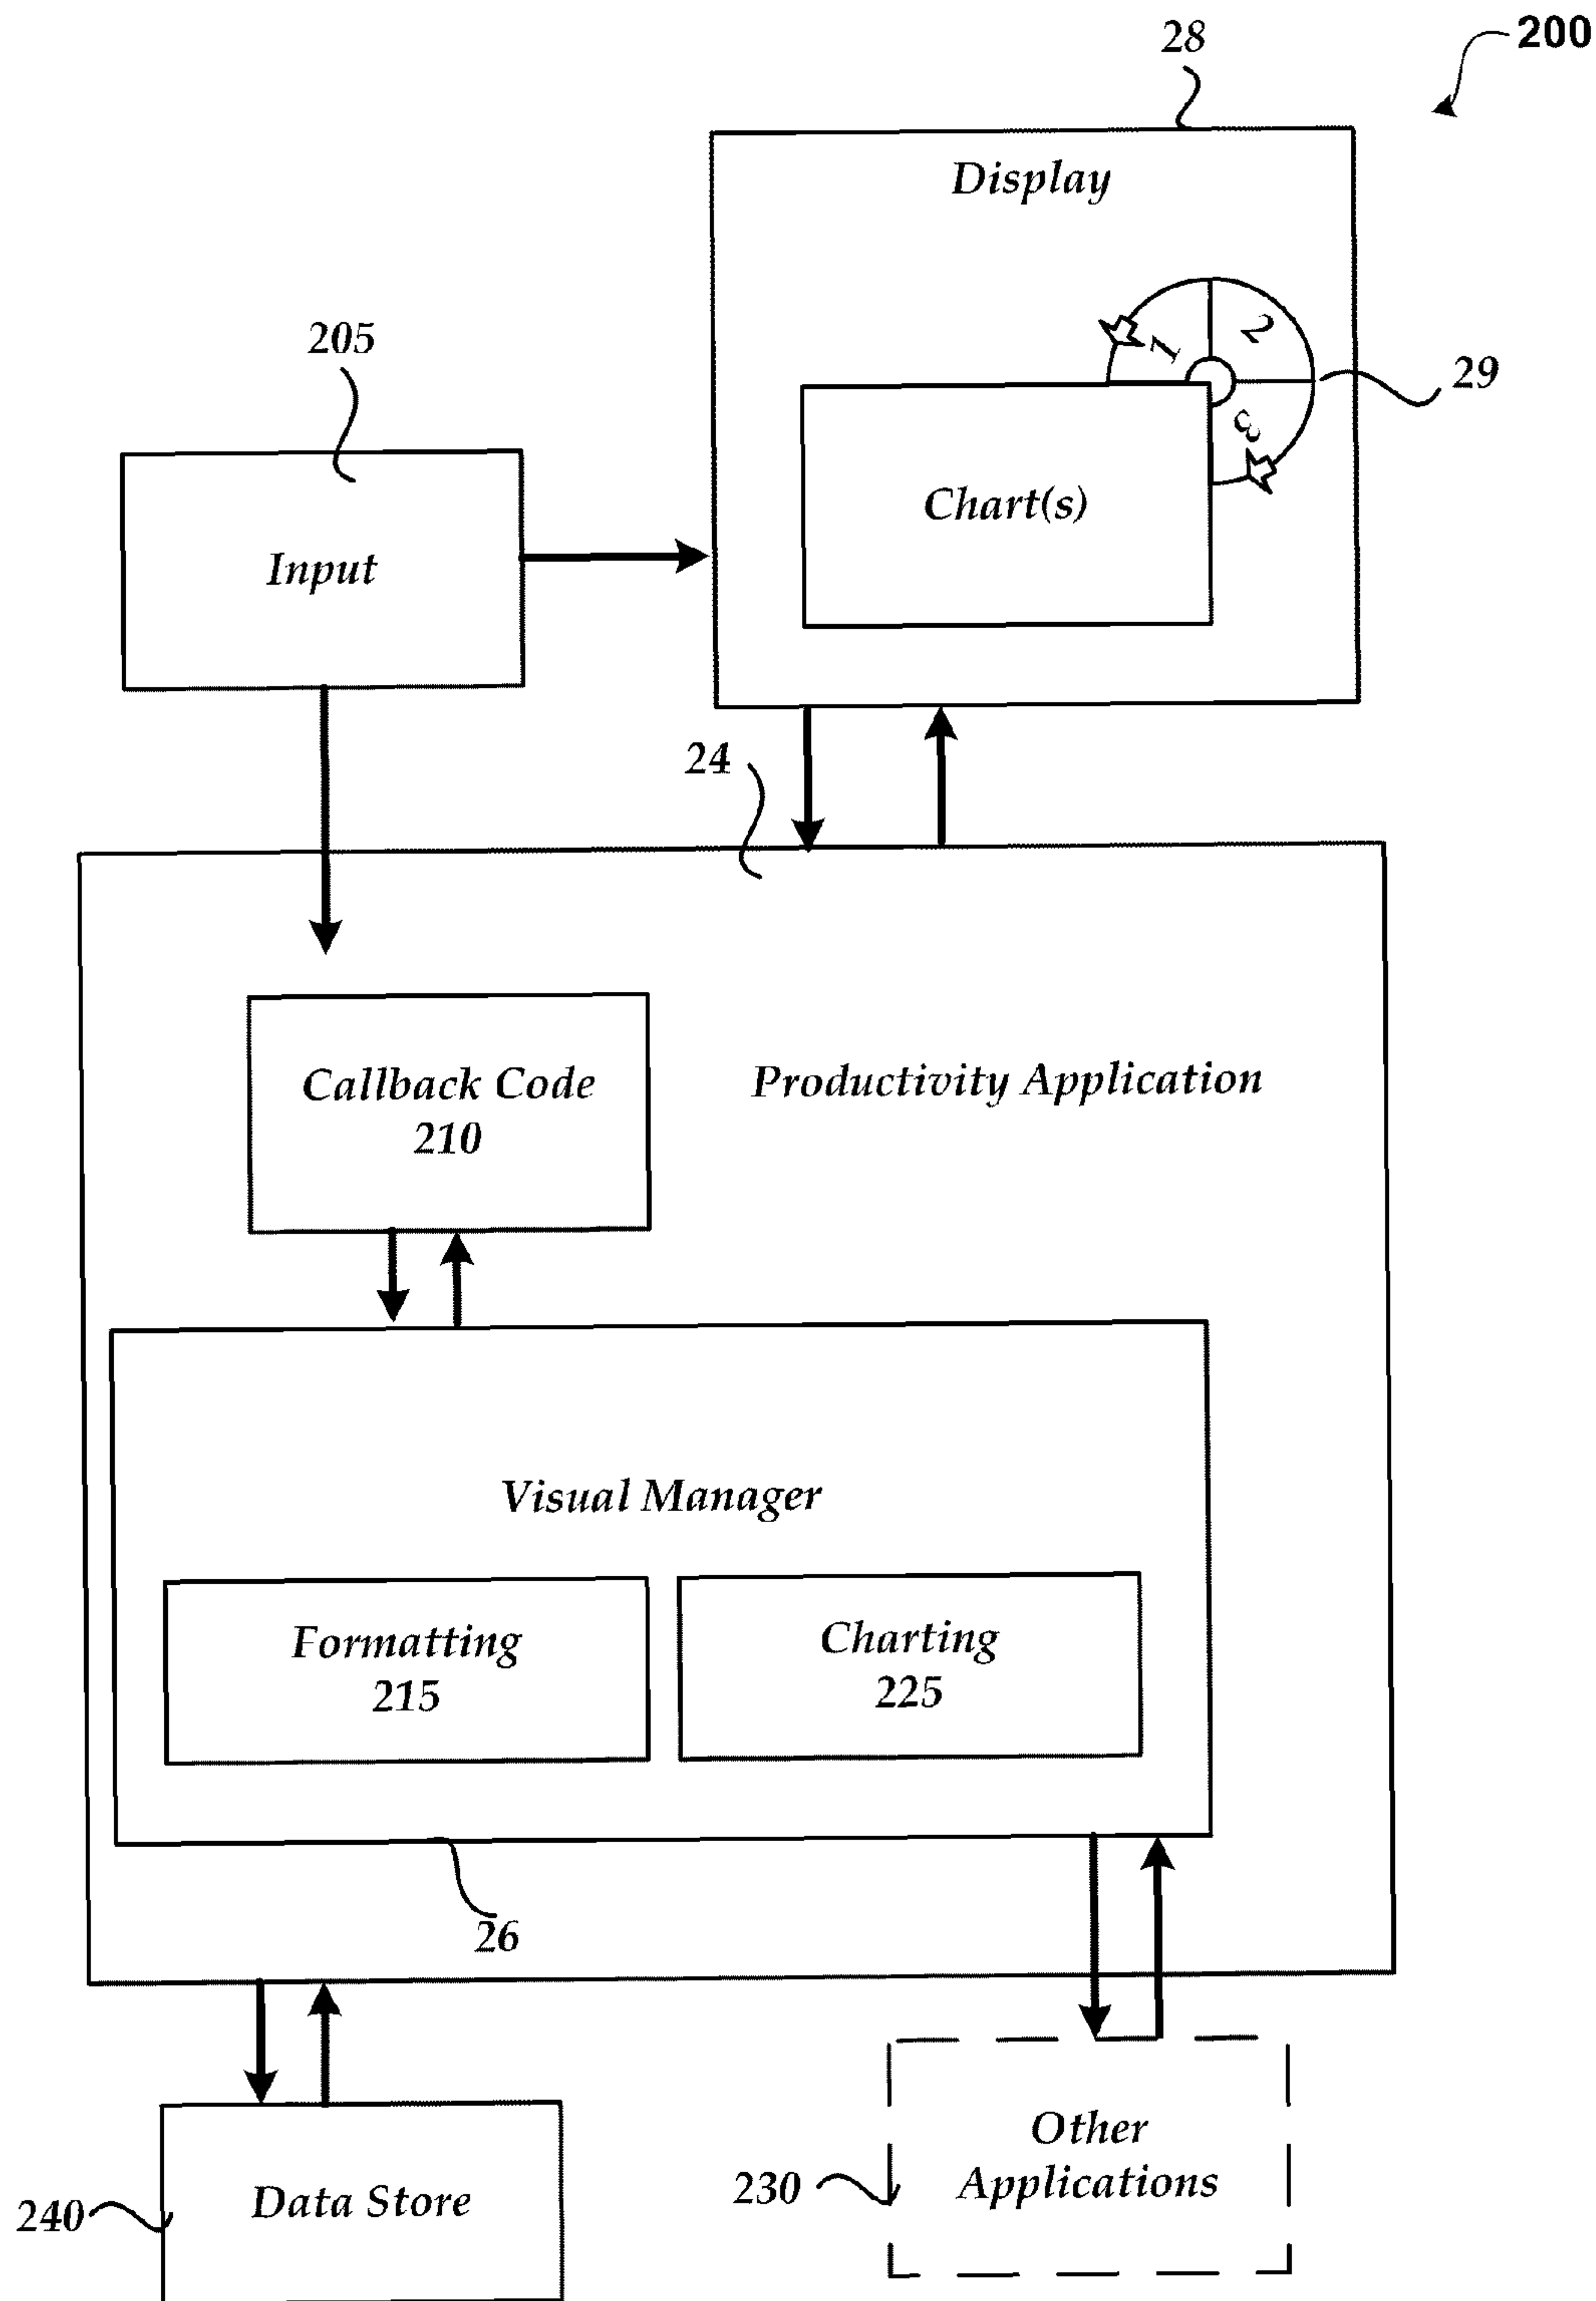 200
28
Display
205
1
2
3
29
Chart(s)
Input
24
Callback Code
210
Productivity Application
Visual Manager
Formatting
215
Charting
225
26
Other
Applications
230
Data Store
240